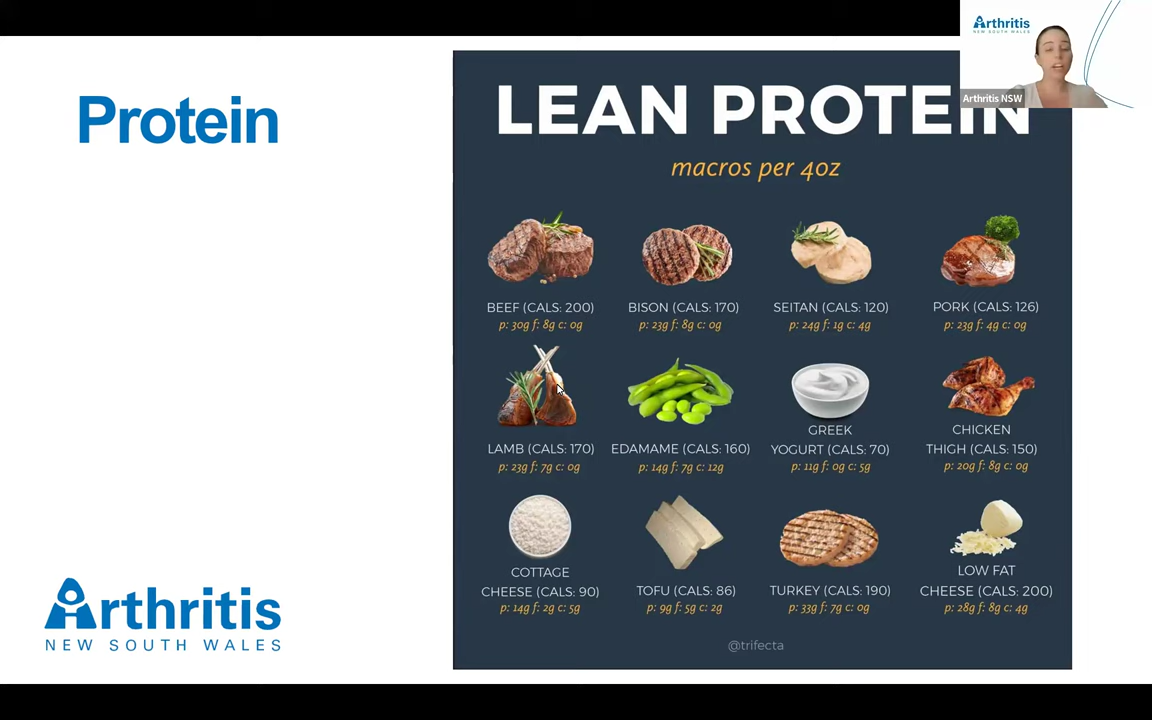 Arthritis
NEW SOUTH WALES
Arthritis NSW
Protein
LEAN PROTEIN
macros per 4oz
BEEF (CALS: 200)
p: 30g f: 8g c: 0g
BISON (CALS: 170)
p: 23g f: 8g c: 0g
SEITAN (CALS: 120)
p: 24g f: 1g c: 4g
PORK (CALS: 126)
p: 23g f: 4g c: 0g
LAMB (CALS: 170)
p: 23g f: 7g c: 0g
EDAMAME (CALS: 160)
p: 14g f: 7g c: 12g
GREEK
YOGURT (CALS: 70)
p: 11g f: 0g c: 5g
CHICKEN
THIGH (CALS: 150)
p: 20g f: 8g c: 0g
COTTAGE
CHEESE (CALS: 90)
p: 14g f: 2g c: 5g
TOFU (CALS: 86)
p: 9g f: 5g c: 2g
TURKEY (CALS: 190)
p: 33g f: 7g c: 0g
LOW FAT
CHEESE (CALS: 200)
p: 28g f: 8g c: 4g
@trifecta
Arthritis
NEW SOUTH WALES